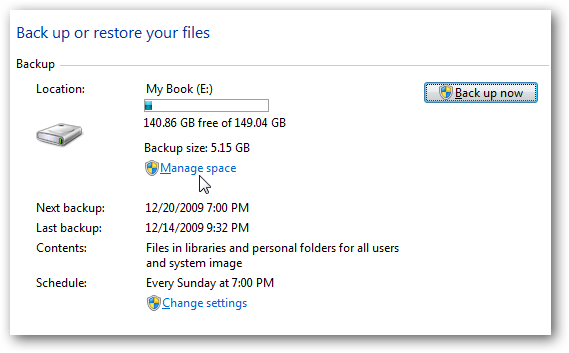 Back up or restore your files
Backup
Location:
My Book (E:)
Back up now
140.86 GB free of 149.04 GB
Backup size: 5.15 GB
Manage space
Next backup: 12/20/2009 7:00 PM
Last backup: 12/14/2009 9:32 PM
Contents: Files in libraries and personal folders for all users
and system image
Schedule: Every Sunday at 7:00 PM
Change settings